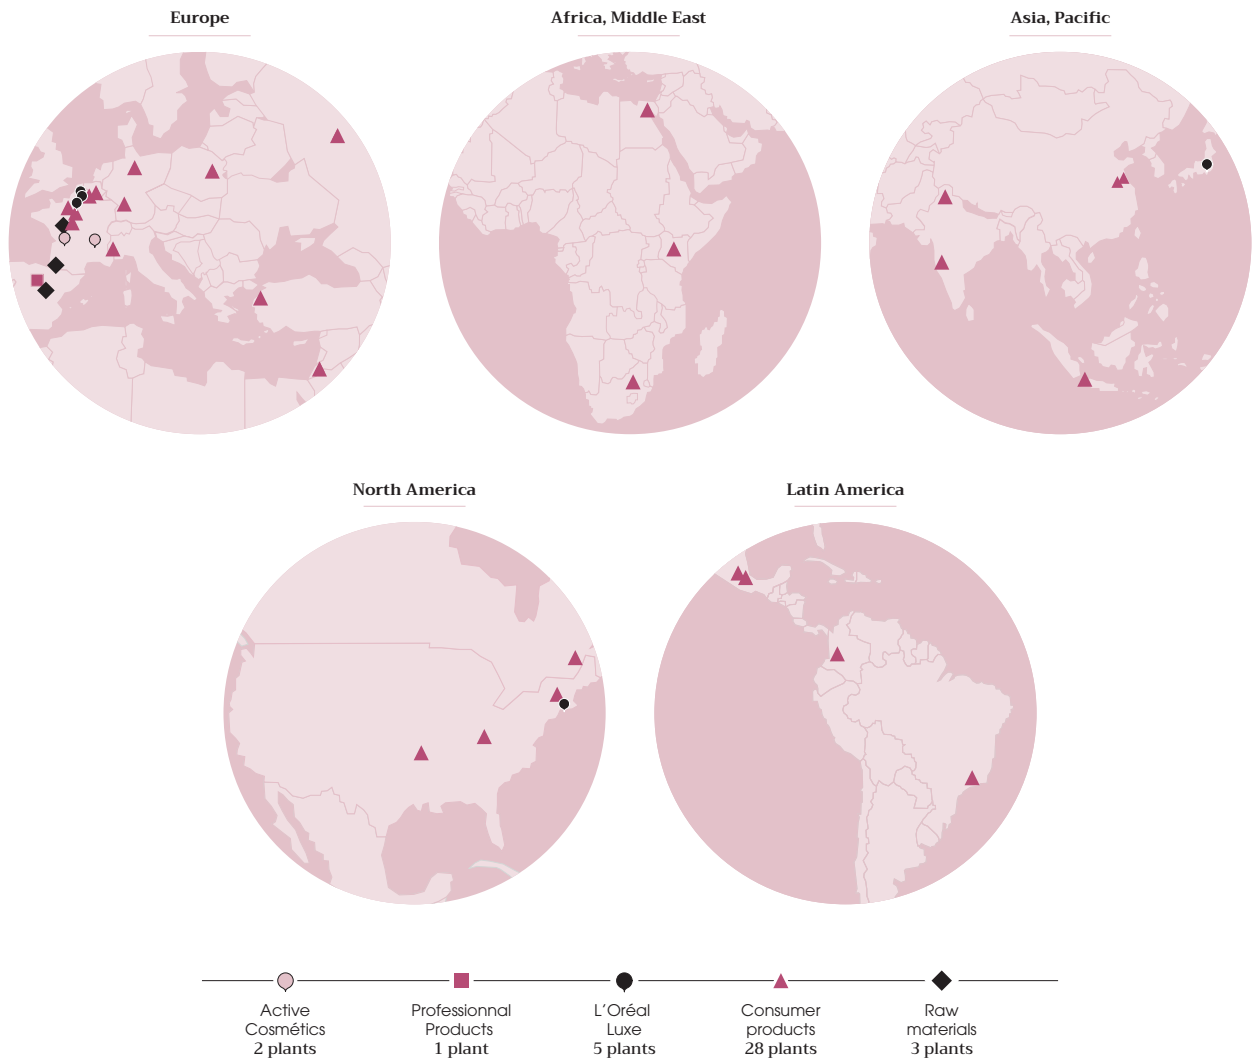 Europe
Africa, Middle East
Asia, Pacific
North America
Latin America
Active
Cosmétics
2 plants
Professionnal
Products
1 plant
L'Oréal
Luxe
5 plants
Consumer
products
28 plants
Raw
materials
3 plants